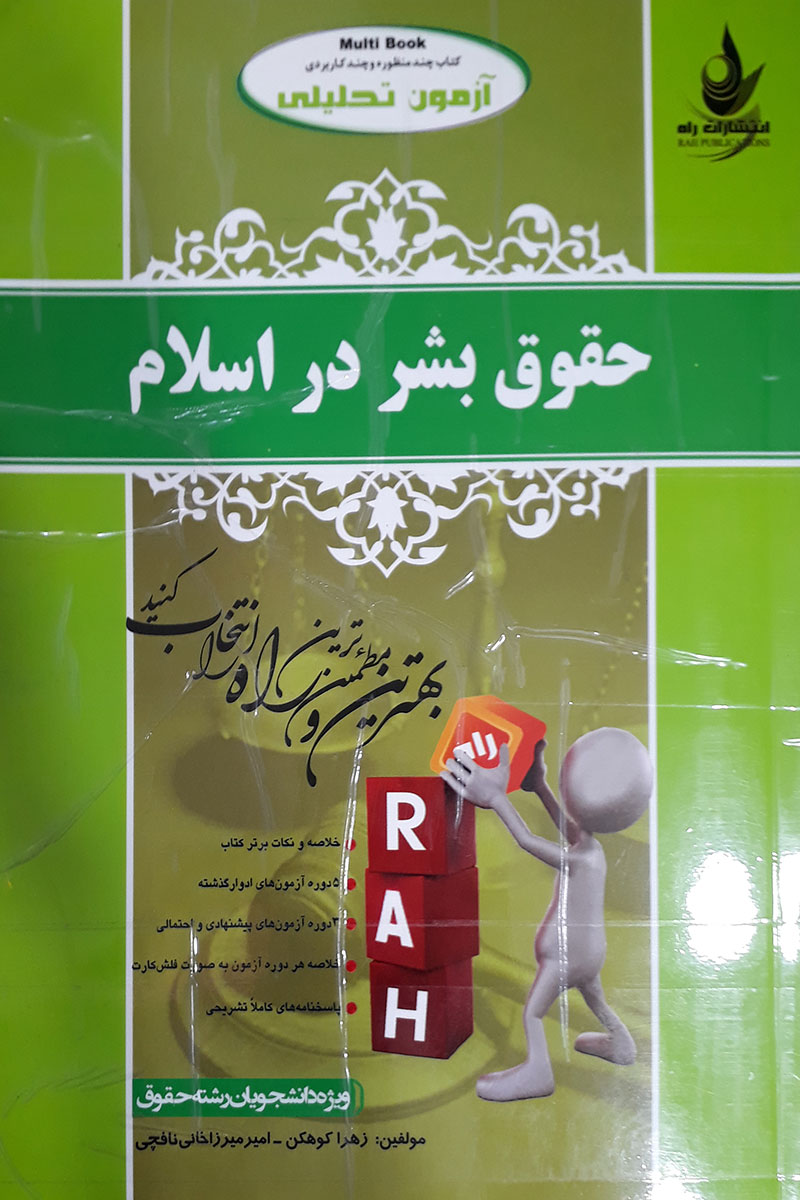 Multi Book
کتاب چند منظوره و چند کاربردی
آزمون تحلیلی
انتشارات راه
RAH PUBLICATIONS
حقوق بشر در اسلام
بهترین و مطمئن ترین راه را انتخاب کنید
راه
R
A
H
خلاصه و نکات برتر کتاب
۵ دوره آزمون‌های ادوار گذشته
۳ دوره آزمون‌های پیشنهادی و احتمالی
خلاصه هر دوره آزمون به صورت فلش کارت
پاسخنامه‌های کاملاً تشریحی
ویژه دانشجویان رشته حقوق
مولفین: زهرا کوهکن - امیر میرزاخانی نافچی